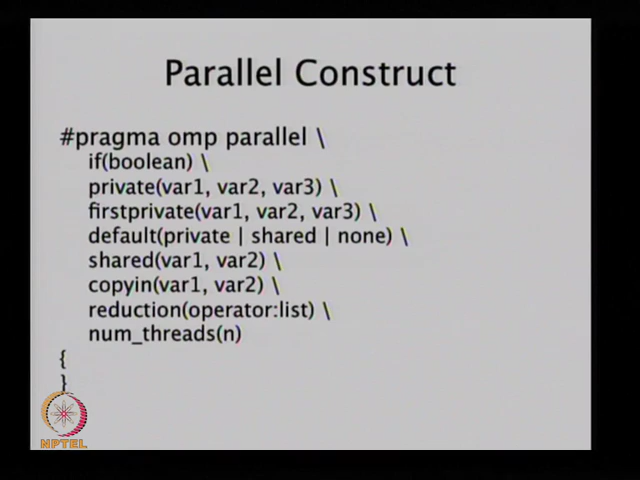 Parallel Construct
#pragma omp parallel \
if(boolean) \
private(var1, var2, var3) \
firstprivate(var1, var2, var3) \
default(private | shared | none) \
shared(var1, var2) \
copyin(var1, var2) \
reduction(operator:list) \
num_threads(n)
{
}
NPTEL